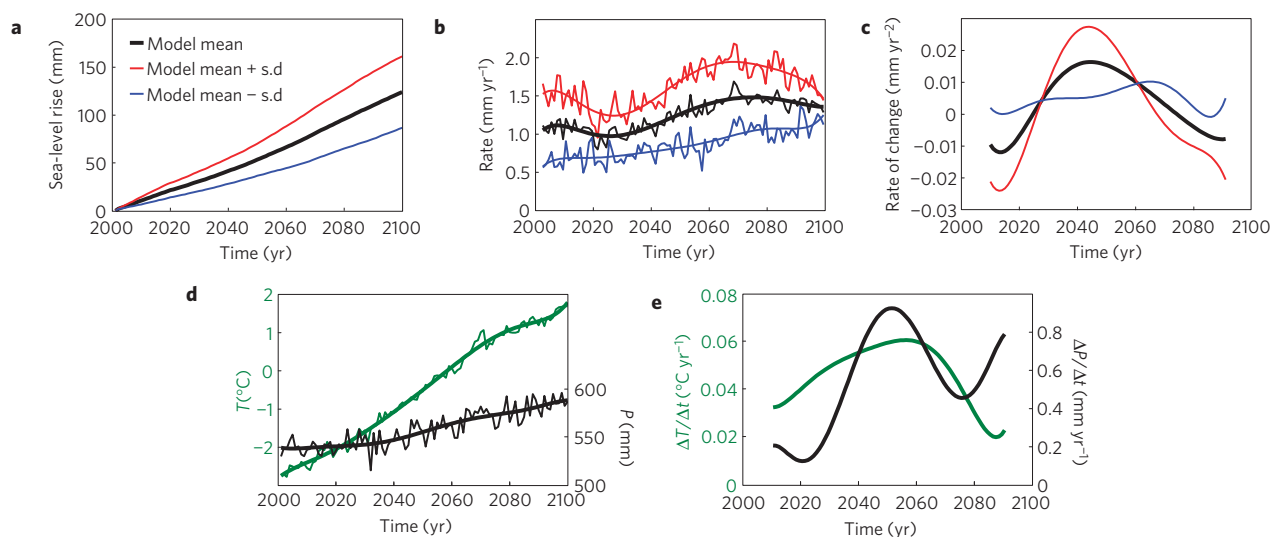 a
Sea-level rise (mm)
200
150
100
50
0
Model mean
Model mean + s.d
Model mean − s.d
2000 2020 2040 2060 2080 2100
Time (yr)
b
Rate (mm yr−1)
2.0
1.5
1.0
0.5
0
2000 2020 2040 2060 2080 2100
Time (yr)
c
Rate of change (mm yr−2)
0.02
0.01
0
−0.01
−0.02
−0.03
2000 2020 2040 2060 2080 2100
Time (yr)
d
T(°C)
2
1
0
−1
−2
600
550
500
P (mm)
2000 2020 2040 2060 2080 2100
Time (yr)
e
ΔT/Δt (°C yr−1)
0.08
0.06
0.04
0.02
0
0.8
0.6
0.4
0.2
0
ΔP/Δt (mm yr−1)
2000 2020 2040 2060 2080 2100
Time (yr)